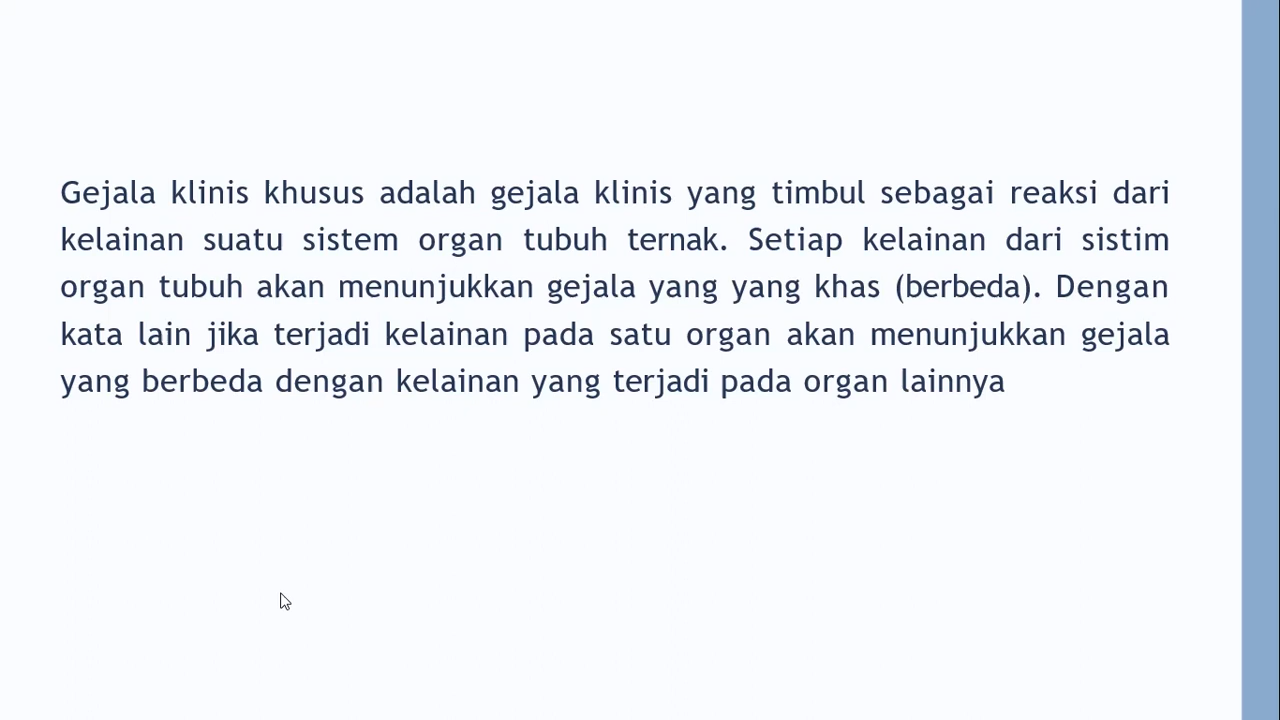 Gejala klinis khusus adalah gejala klinis yang timbul sebagai reaksi dari
kelainan suatu sistem organ tubuh ternak. Setiap kelainan dari sistim
organ tubuh akan menunjukkan gejala yang yang khas (berbeda). Dengan
kata lain jika terjadi kelainan pada satu organ akan menunjukkan gejala
yang berbeda dengan kelainan yang terjadi pada organ lainnya